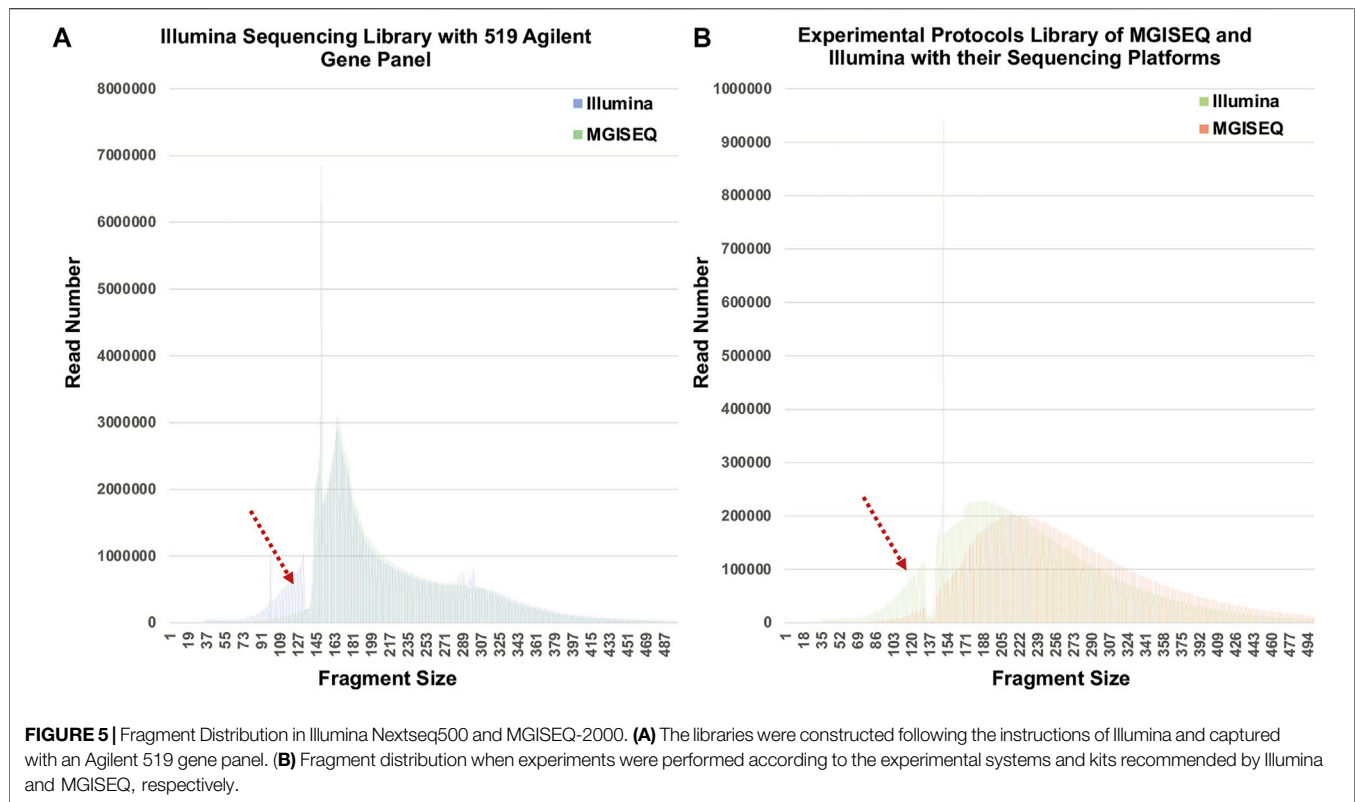 A
Illumina Sequencing Library with 519 Agilent
Gene Panel
Illumina
MGISEQ
8000000
7000000
6000000
5000000
4000000
3000000
2000000
1000000
0
Read Number
1 19 37 55 73 91 109 127 145 163 181 199 217 235 253 271 289 307 325 343 361 379 397 415 433 451 469 487
Fragment Size
B
Experimental Protocols Library of MGISEQ and
Illumina with their Sequencing Platforms
Illumina
MGISEQ
1000000
900000
800000
700000
600000
500000
400000
300000
200000
100000
0
Read Number
1 18 35 52 69 86 103 120 137 154 171 188 205 222 239 256 273 290 307 324 341 358 375 392 409 426 443 460 477 494
Fragment Size
FIGURE 5 | Fragment Distribution in Illumina Nextseq500 and MGISEQ-2000. (A) The libraries were constructed following the instructions of Illumina and captured
with an Agilent 519 gene panel. (B) Fragment distribution when experiments were performed according to the experimental systems and kits recommended by Illumina
and MGISEQ, respectively.